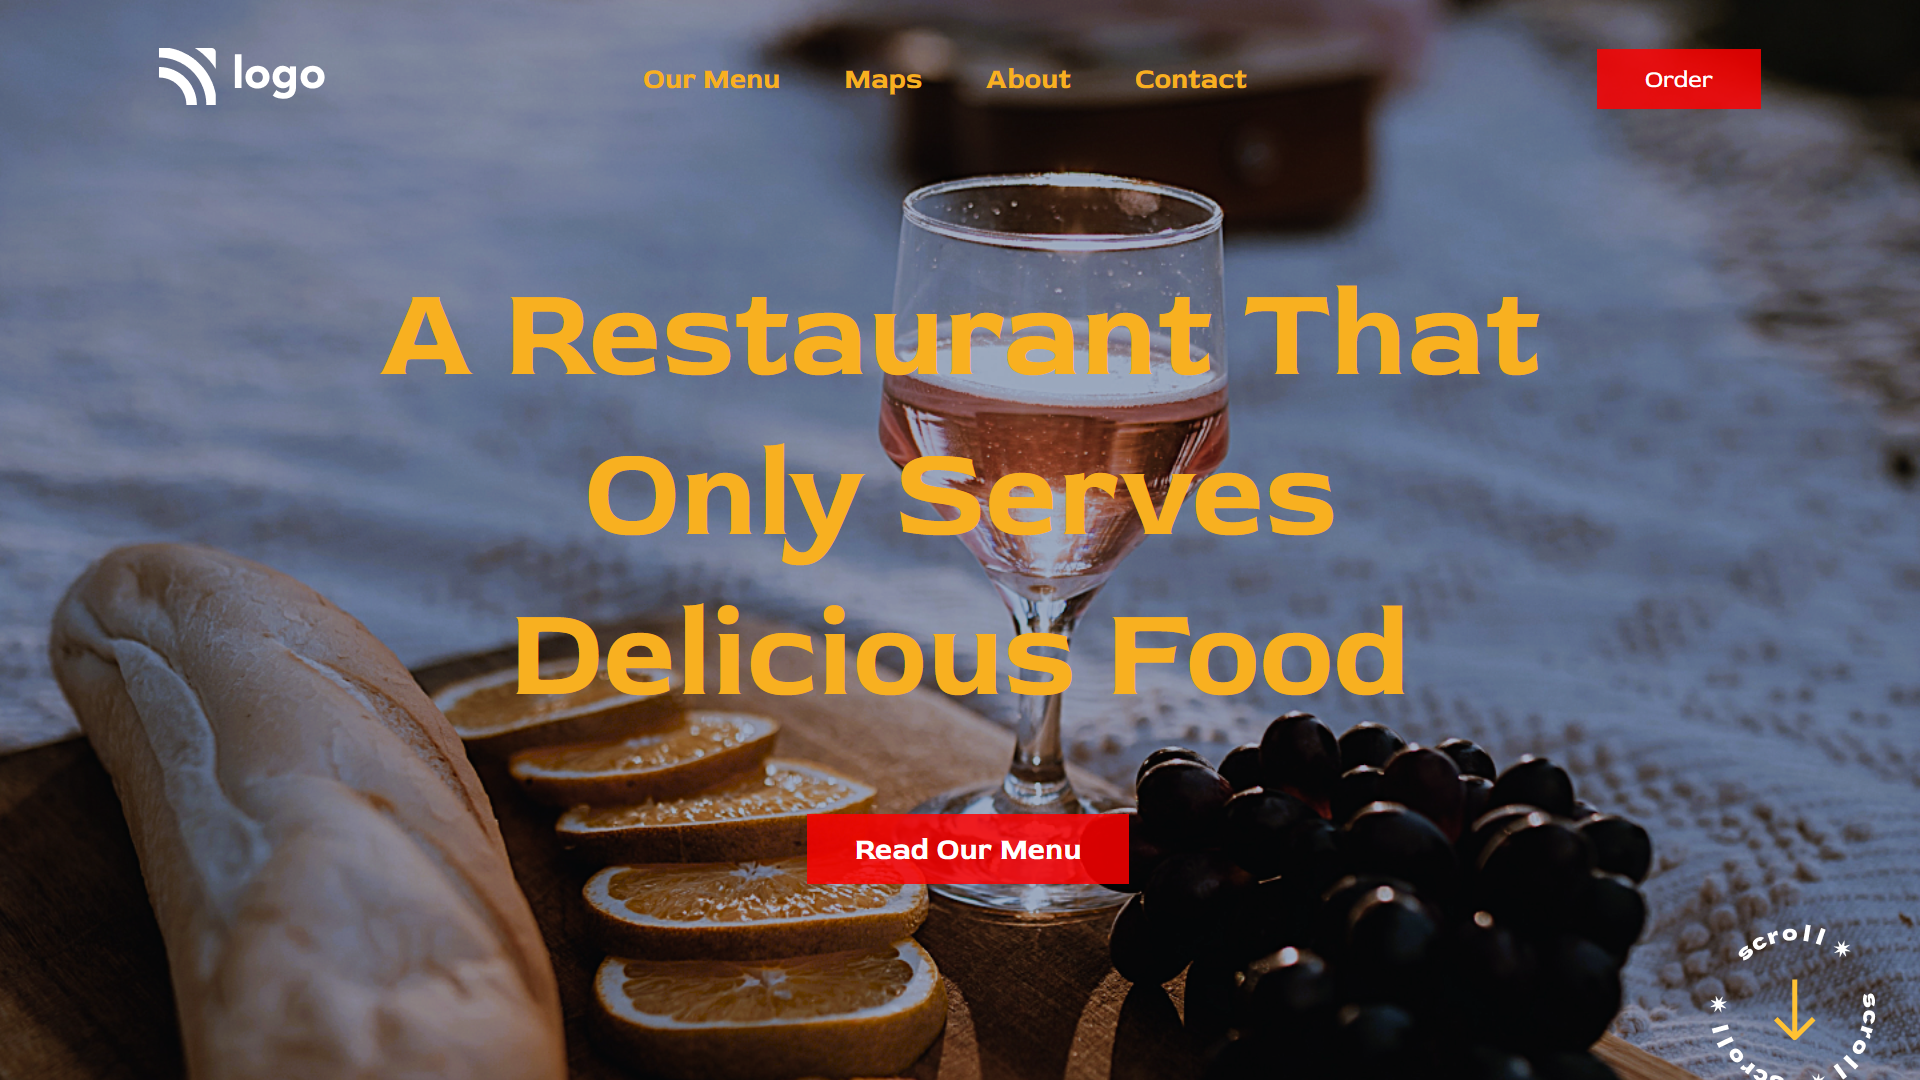 logo
Our Menu Maps About Contact
Order
A Restaurant That
Only Serves
Delicious Food
Read Our Menu
scroll scroll scroll